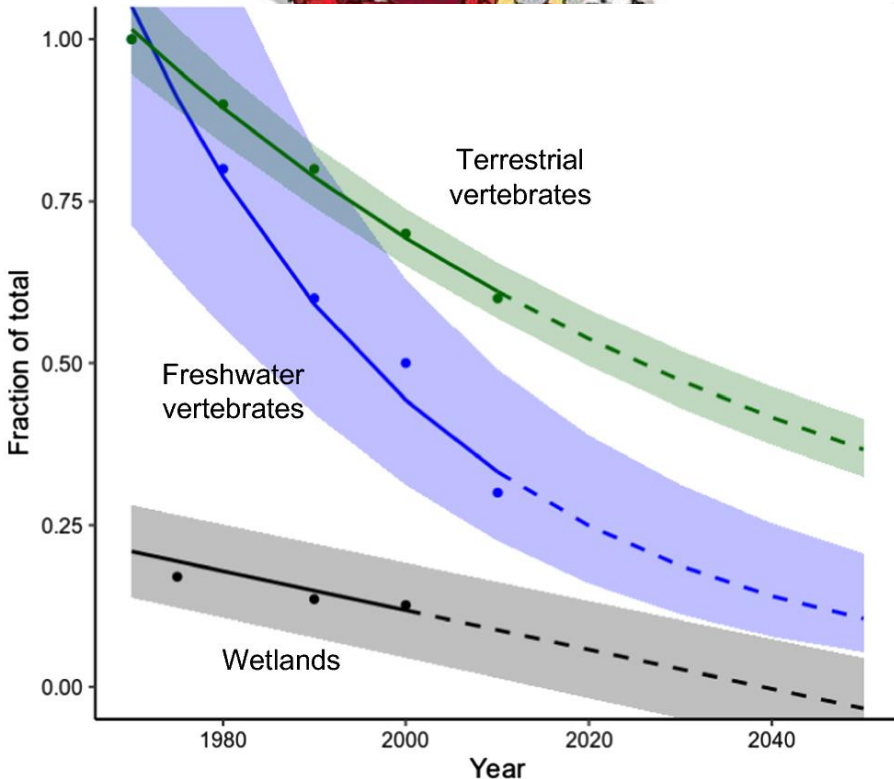 1.00
0.75
0.50
0.25
0.00
Fraction of total
Terrestrial
vertebrates
Freshwater
vertebrates
Wetlands
1980
2000
2020
2040
Year